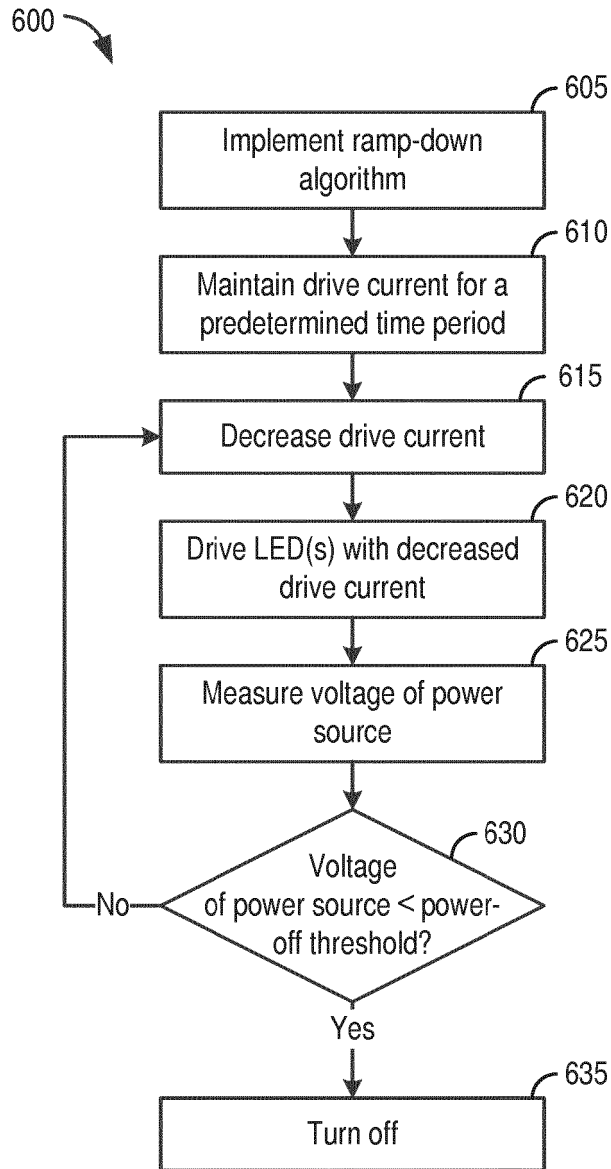 600
605
Implement ramp-down
algorithm
610
Maintain drive current for a
predetermined time period
615
Decrease drive current
620
Drive LED(s) with decreased
drive current
625
Measure voltage of power
source
630
Voltage
of power source < power-
off threshold?
No
Yes
635
Turn off